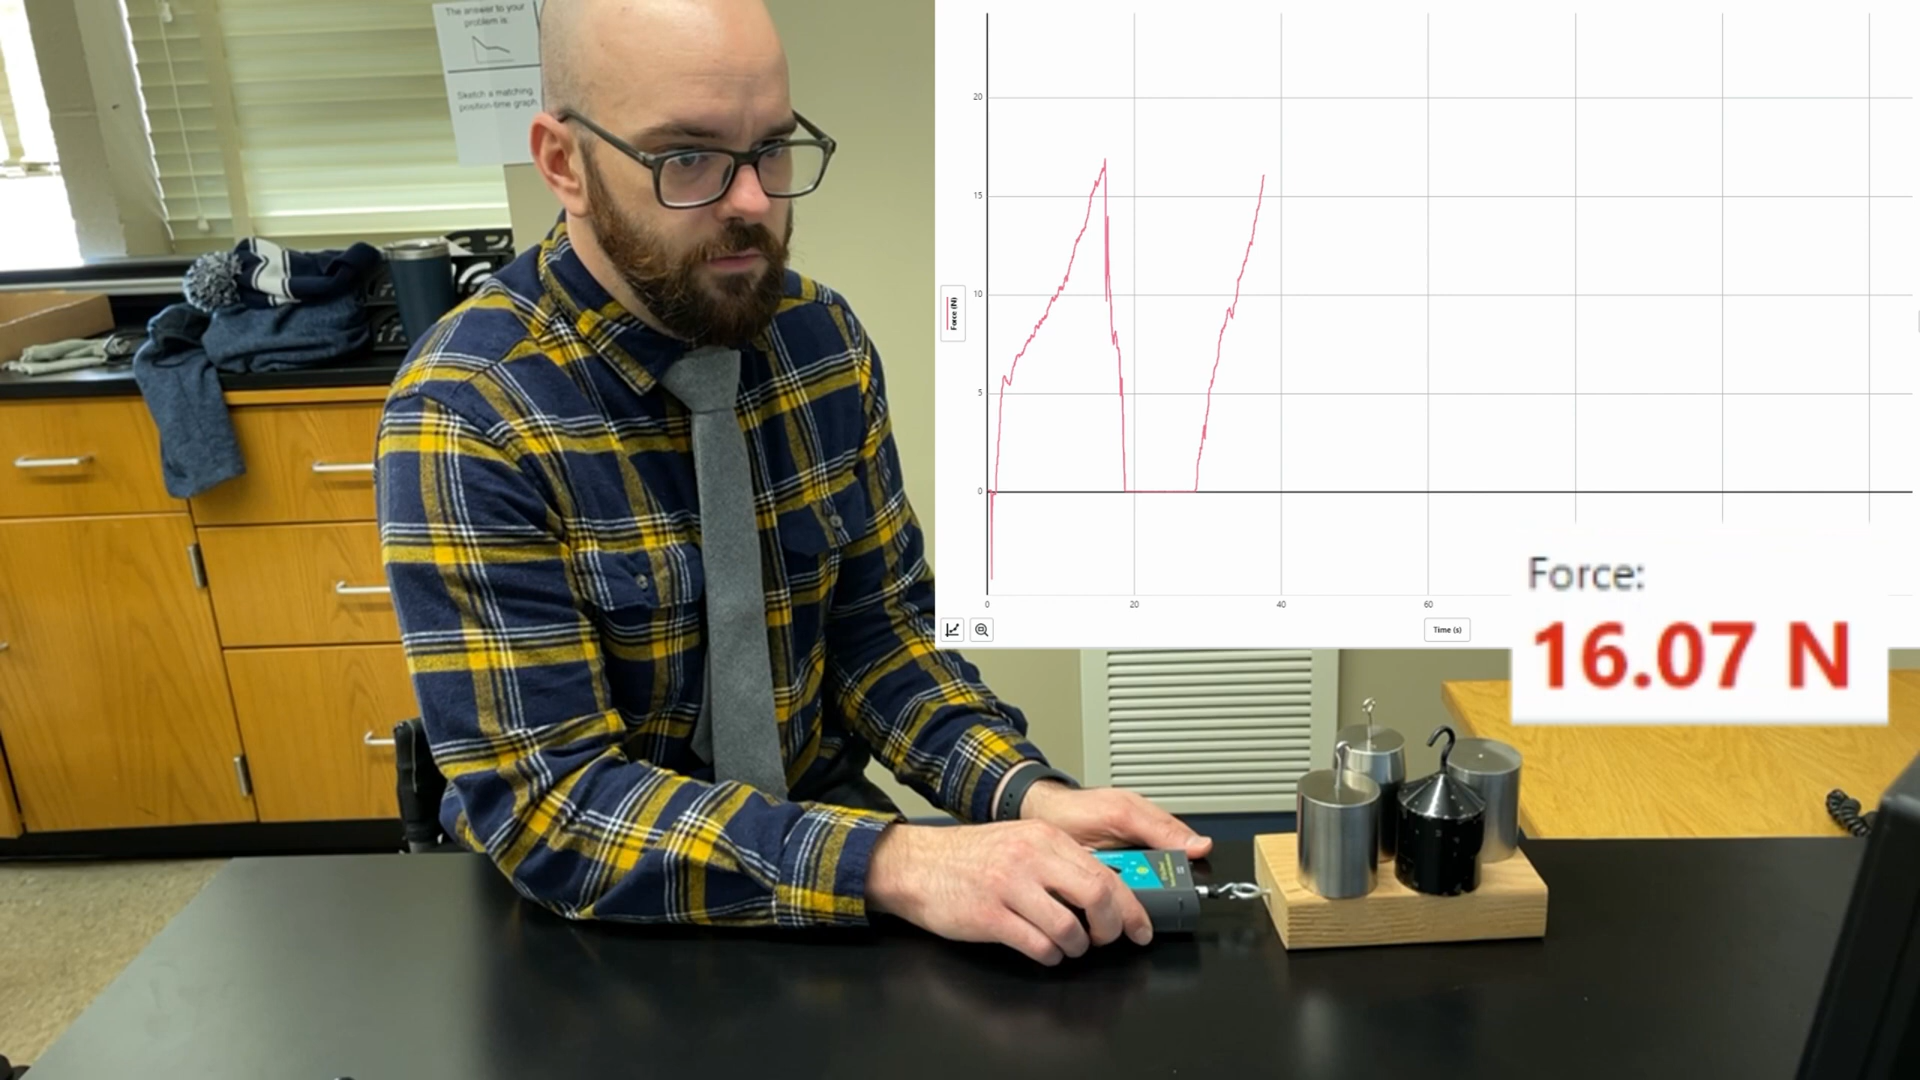 The answer to your
problem is:
Sketch a matching
position-time graph
20
15
10
5
0
Force (N)
0
20
40
60
Time (s)
Force:
16.07 N